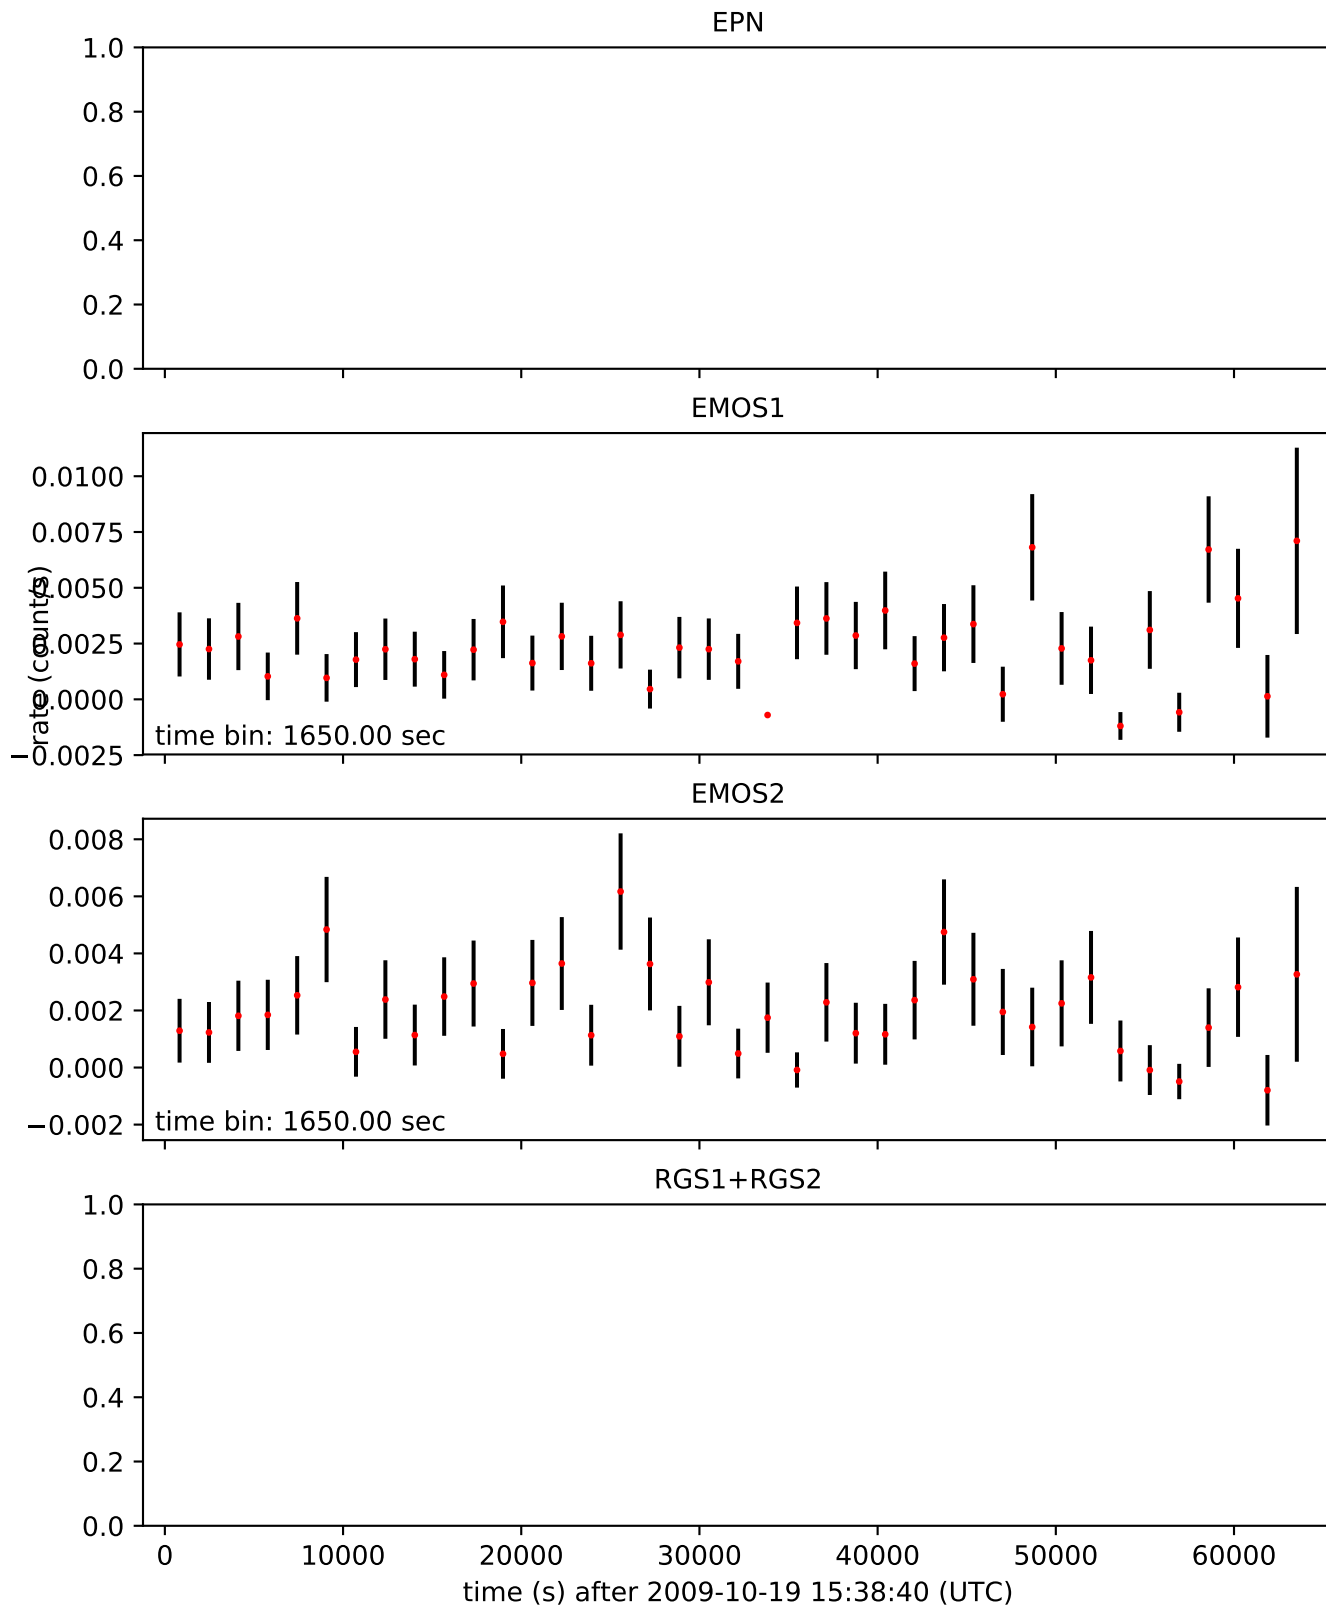 EPN
1.0
0.8
0.6
0.4
0.2
0.0
EMOS1
0.0100
0.0075
0.0050
0.0025
0.0000
−0.0025
rate (count/s)
time bin: 1650.00 sec
EMOS2
0.008
0.006
0.004
0.002
0.000
−0.002
time bin: 1650.00 sec
RGS1+RGS2
1.0
0.8
0.6
0.4
0.2
0.0
0 10000 20000 30000 40000 50000 60000
time (s) after 2009-10-19 15:38:40 (UTC)